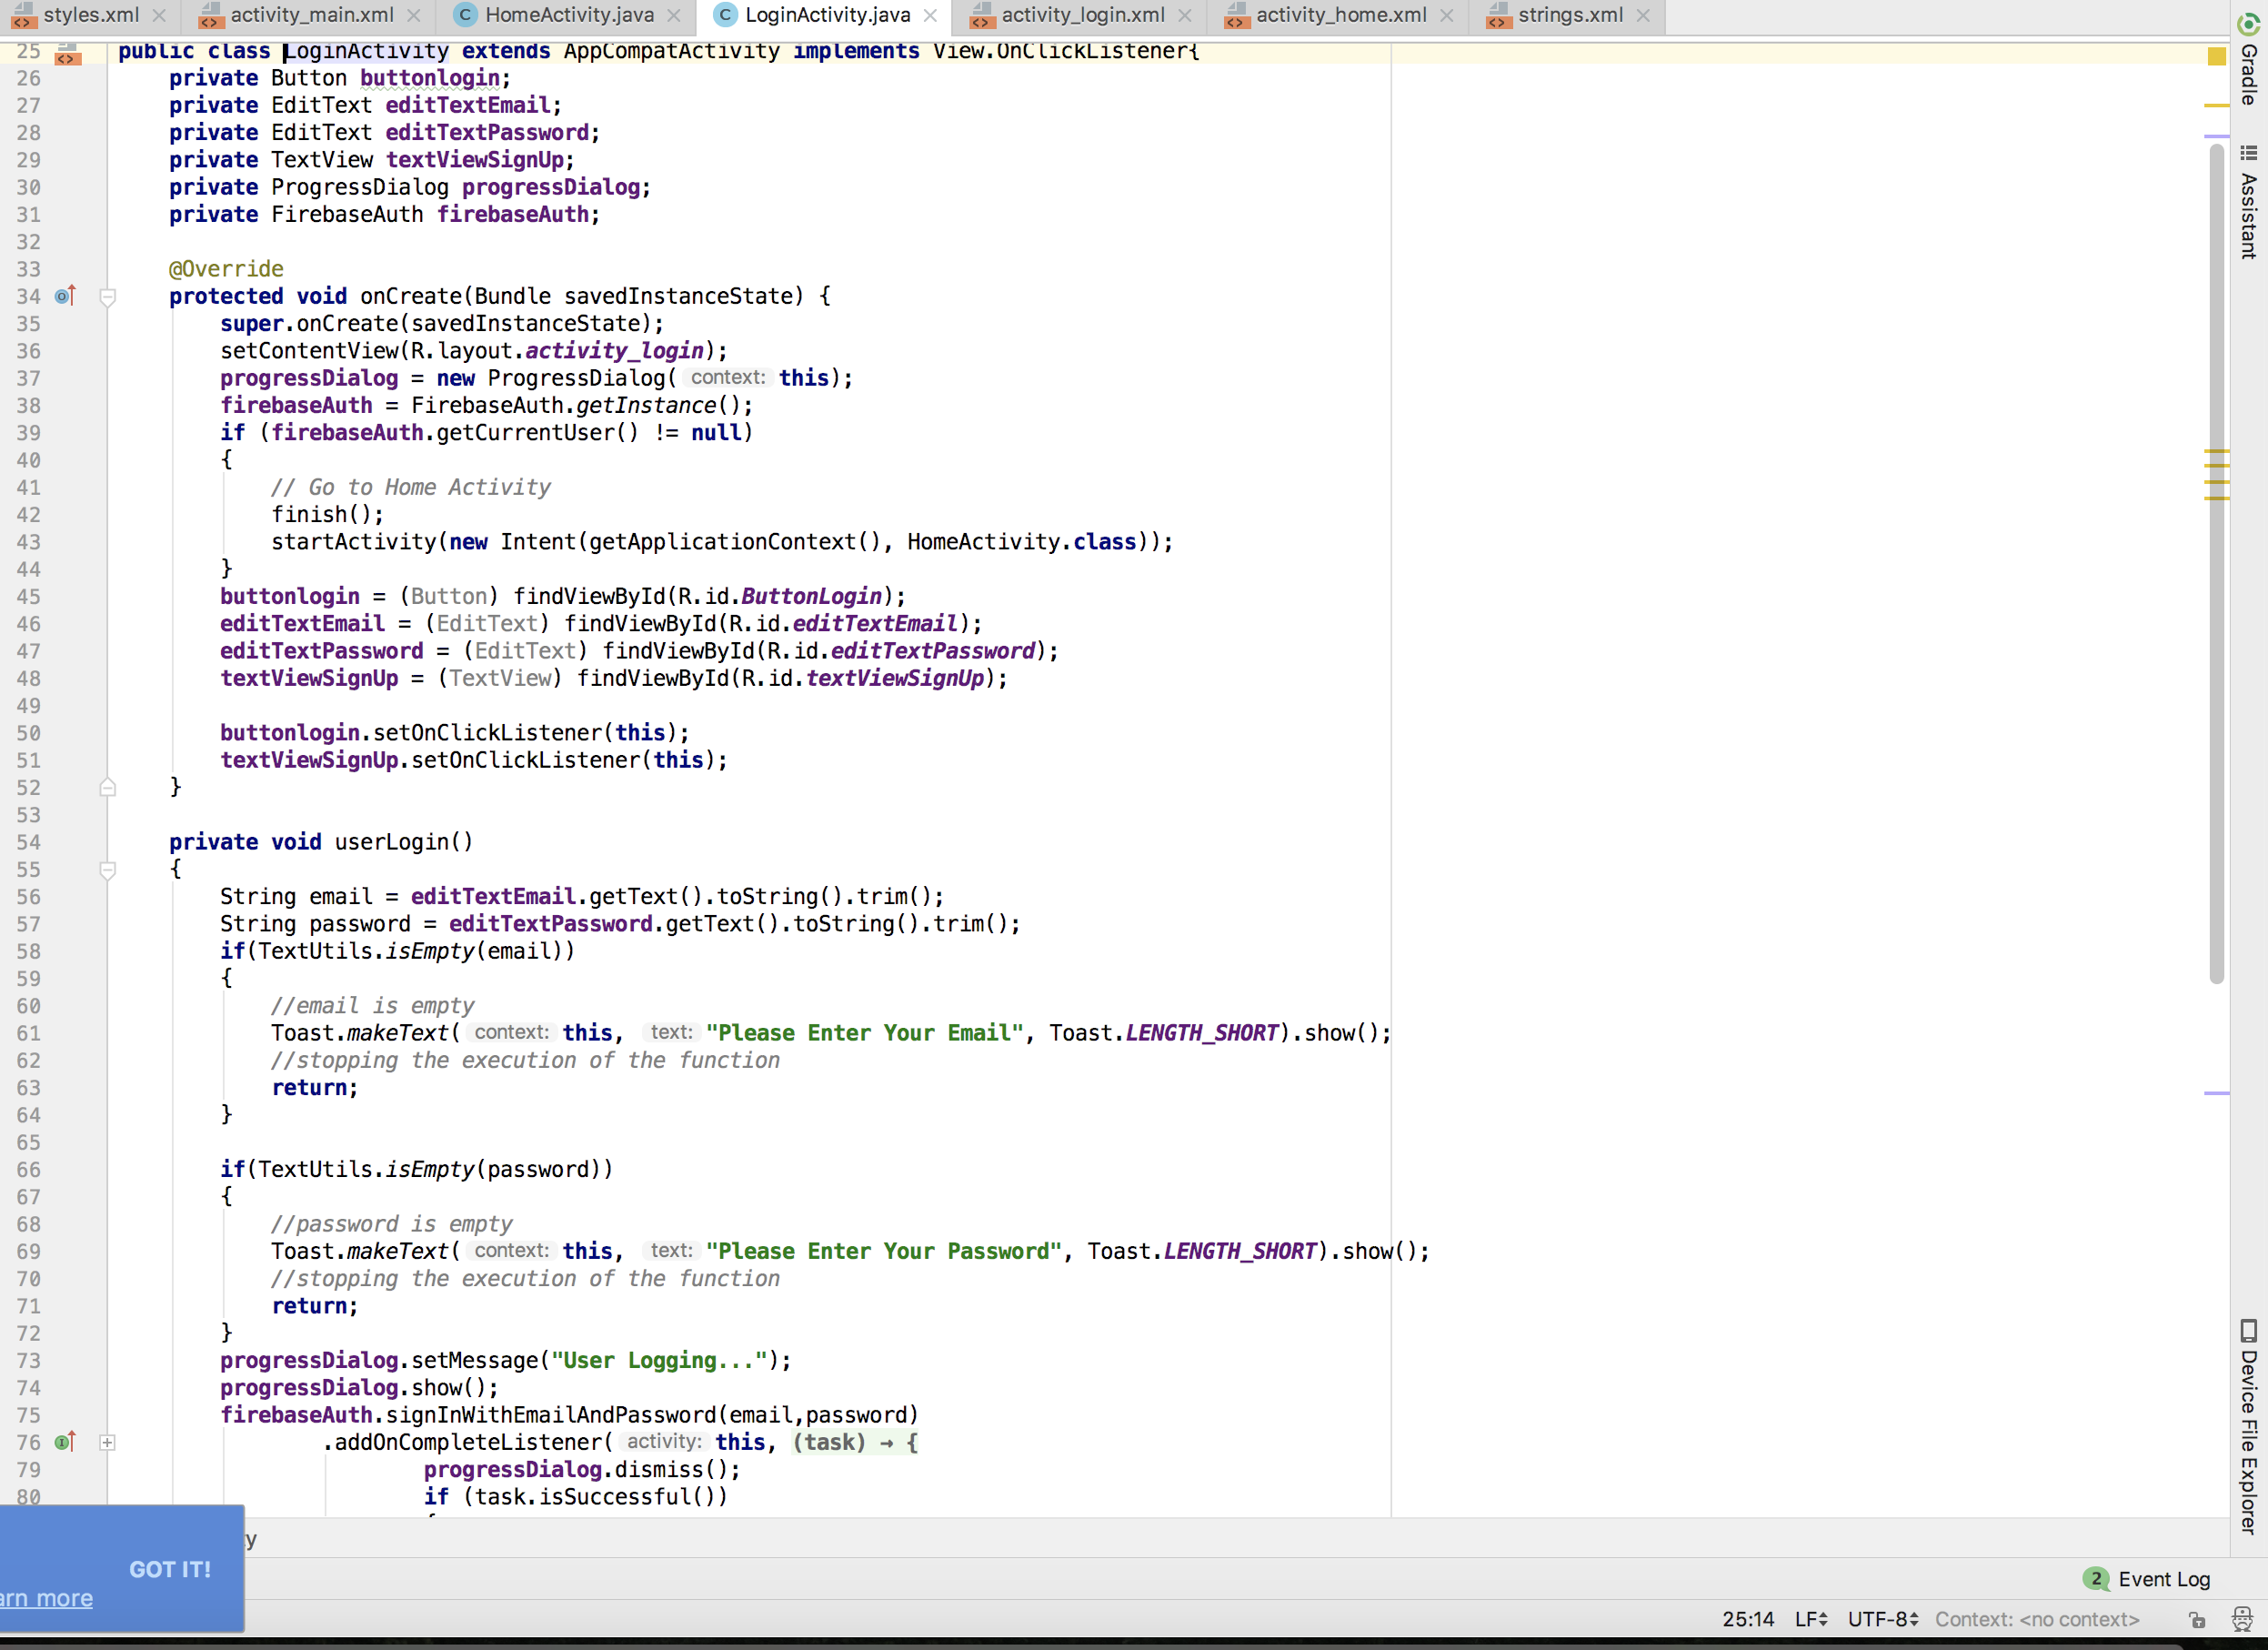 styles.xml activity_main.xml HomeActivity.java LoginActivity.java activity_login.xml activity_home.xml strings.xml
25 public class LoginActivity extends AppCompatActivity implements View.OnClickListener{
26 private Button buttonlogin;
27 private EditText editTextEmail;
28 private EditText editTextPassword;
29 private TextView textViewSignUp;
30 private ProgressDialog progressDialog;
31 private FirebaseAuth firebaseAuth;
32
33 @Override
34 protected void onCreate(Bundle savedInstanceState) {
35 super.onCreate(savedInstanceState);
36 setContentView(R.layout.activity_login);
37 progressDialog = new ProgressDialog( context: this);
38 firebaseAuth = FirebaseAuth.getInstance();
39 if (firebaseAuth.getCurrentUser() != null)
40 {
41 // Go to Home Activity
42 finish();
43 startActivity(new Intent(getApplicationContext(), HomeActivity.class));
44 }
45 buttonlogin = (Button) findViewById(R.id.ButtonLogin);
46 editTextEmail = (EditText) findViewById(R.id.editTextEmail);
47 editTextPassword = (EditText) findViewById(R.id.editTextPassword);
48 textViewSignUp = (TextView) findViewById(R.id.textViewSignUp);
49
50 buttonlogin.setOnClickListener(this);
51 textViewSignUp.setOnClickListener(this);
52 }
53
54 private void userLogin()
55 {
56 String email = editTextEmail.getText().toString().trim();
57 String password = editTextPassword.getText().toString().trim();
58 if(TextUtils.isEmpty(email))
59 {
60 //email is empty
61 Toast.makeText( context: this, text: "Please Enter Your Email", Toast.LENGTH_SHORT).show();
62 //stopping the execution of the function
63 return;
64 }
65
66 if(TextUtils.isEmpty(password))
67 {
68 //password is empty
69 Toast.makeText( context: this, text: "Please Enter Your Password", Toast.LENGTH_SHORT).show();
70 //stopping the execution of the function
71 return;
72 }
73 progressDialog.setMessage("User Logging...");
74 progressDialog.show();
75 firebaseAuth.signInWithEmailAndPassword(email,password)
76 .addOnCompleteListener( activity: this, (task) → {
79 progressDialog.dismiss();
80 if (task.isSuccessful())
{
y
GOT IT!
arn more
2 Event Log
25:14 LF UTF-8 Context: <no context>
Gradle
Assistant
Device File Explorer